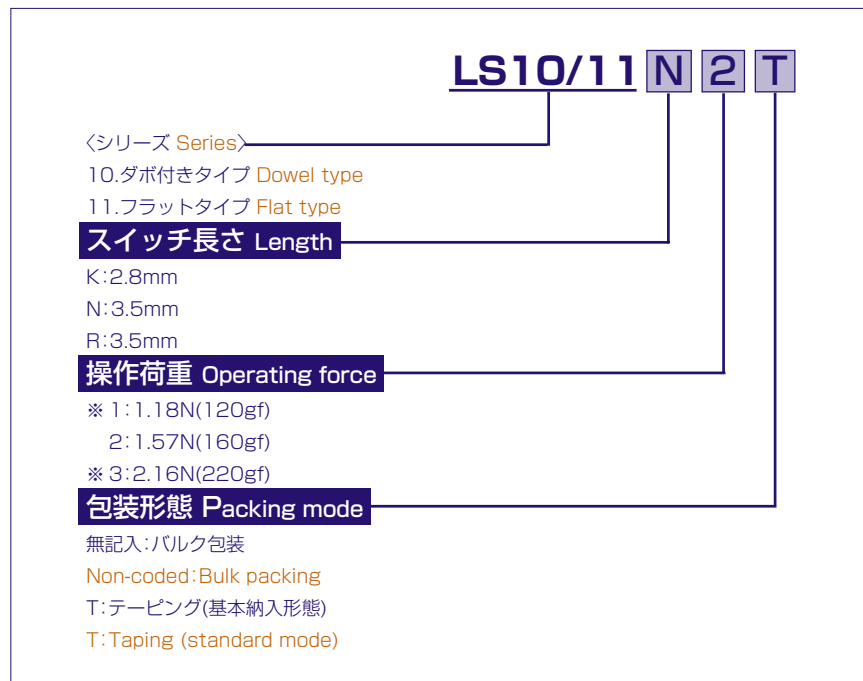 LS10/11 N 2 T
〈シリーズ Series〉
10.ダボ付きタイプ Dowel type
11.フラットタイプ Flat type
スイッチ長さ Length
K:2.8mm
N:3.5mm
R:3.5mm
操作荷重 Operating force
※ 1:1.18N(120gf)
2:1.57N(160gf)
※ 3:2.16N(220gf)
包装形態 Packing mode
無記入:バルク包装
Non-coded:Bulk packing
T:テーピング(基本納入形態)
T:Taping (standard mode)